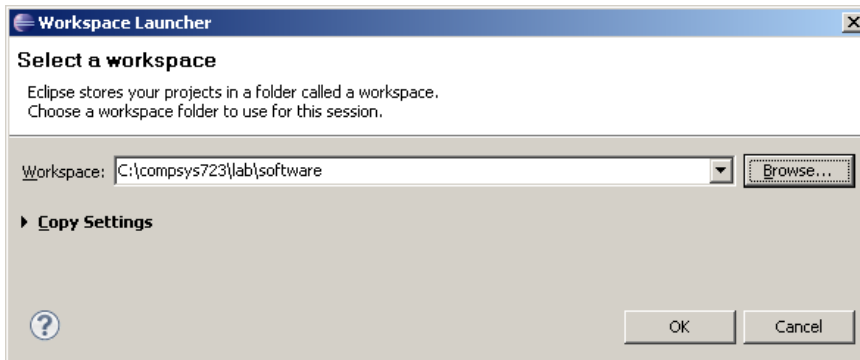 Workspace Launcher
Select a workspace
Eclipse stores your projects in a folder called a workspace.
Choose a workspace folder to use for this session.
Workspace: C:\compsys723\lab\software Browse...
Copy Settings
? OK Cancel